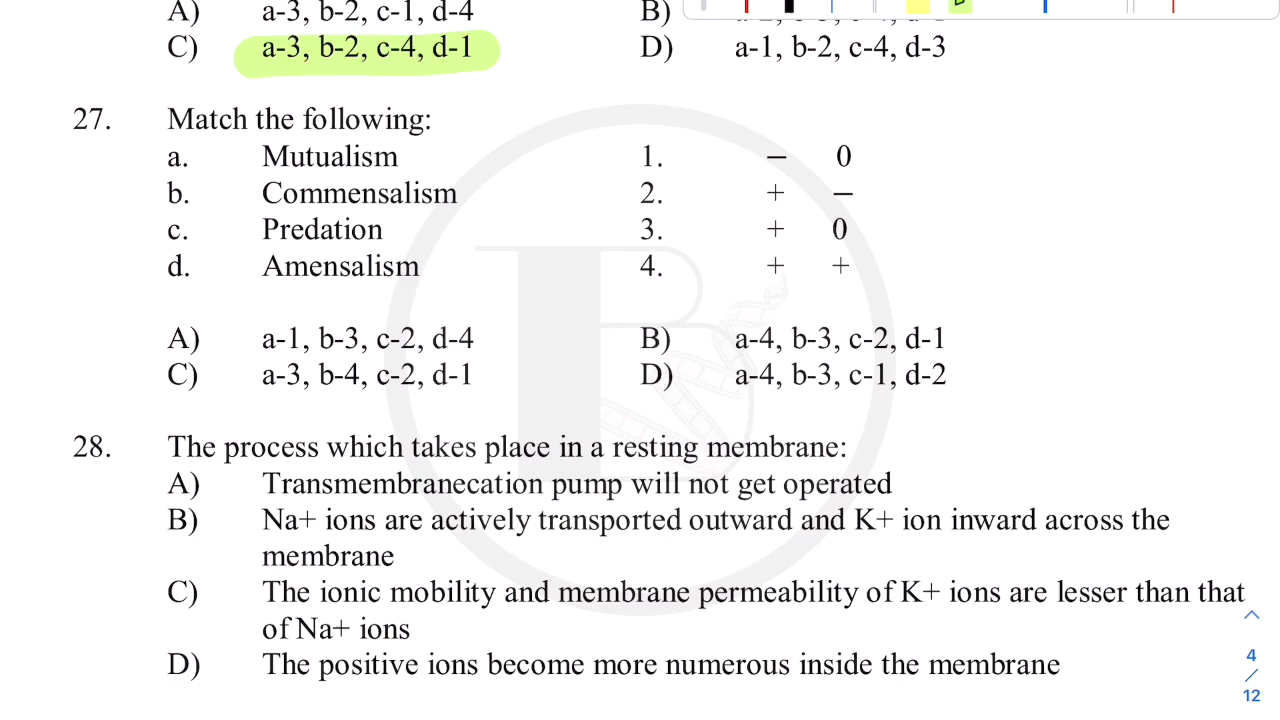 A) a-3, b-2, c-1, d-4 B)
C) a-3, b-2, c-4, d-1 D) a-1, b-2, c-4, d-3
27. Match the following:
a. Mutualism 1. – 0
b. Commensalism 2. + –
c. Predation 3. + 0
d. Amensalism 4. + +
A) a-1, b-3, c-2, d-4 B) a-4, b-3, c-2, d-1
C) a-3, b-4, c-2, d-1 D) a-4, b-3, c-1, d-2
28. The process which takes place in a resting membrane:
A) Transmembranecation pump will not get operated
B) Na+ ions are actively transported outward and K+ ion inward across the
membrane
C) The ionic mobility and membrane permeability of K+ ions are lesser than that
of Na+ ions
D) The positive ions become more numerous inside the membrane
4
/
12